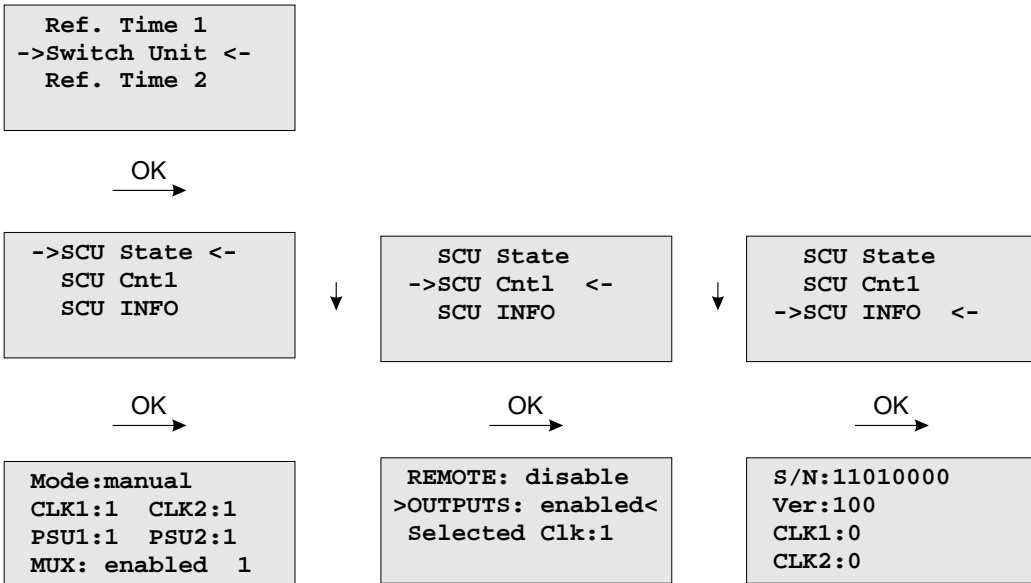 Ref. Time 1
->Switch Unit <-
Ref. Time 2
OK
->SCU State <-
SCU Cnt1
SCU INFO
SCU State
->SCU Cntl <-
SCU INFO
SCU State
SCU Cnt1
->SCU INFO <-
OK
OK
OK
Mode:manual
CLK1:1 CLK2:1
PSU1:1 PSU2:1
MUX: enabled 1
REMOTE: disable
>OUTPUTS: enabled<
Selected Clk:1
S/N:11010000
Ver:100
CLK1:0
CLK2:0